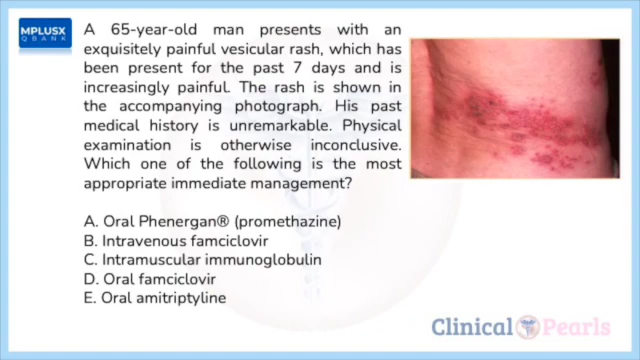 MPLUSX
QBANK
A 65-year-old man presents with an
exquisitely painful vesicular rash, which has
been present for the past 7 days and is
increasingly painful. The rash is shown in
the accompanying photograph. His past
medical history is unremarkable. Physical
examination is otherwise inconclusive.
Which one of the following is the most
appropriate immediate management?
A. Oral Phenergan® (promethazine)
B. Intravenous famciclovir
C. Intramuscular immunoglobulin
D. Oral famciclovir
E. Oral amitriptyline
Clinical Pearls